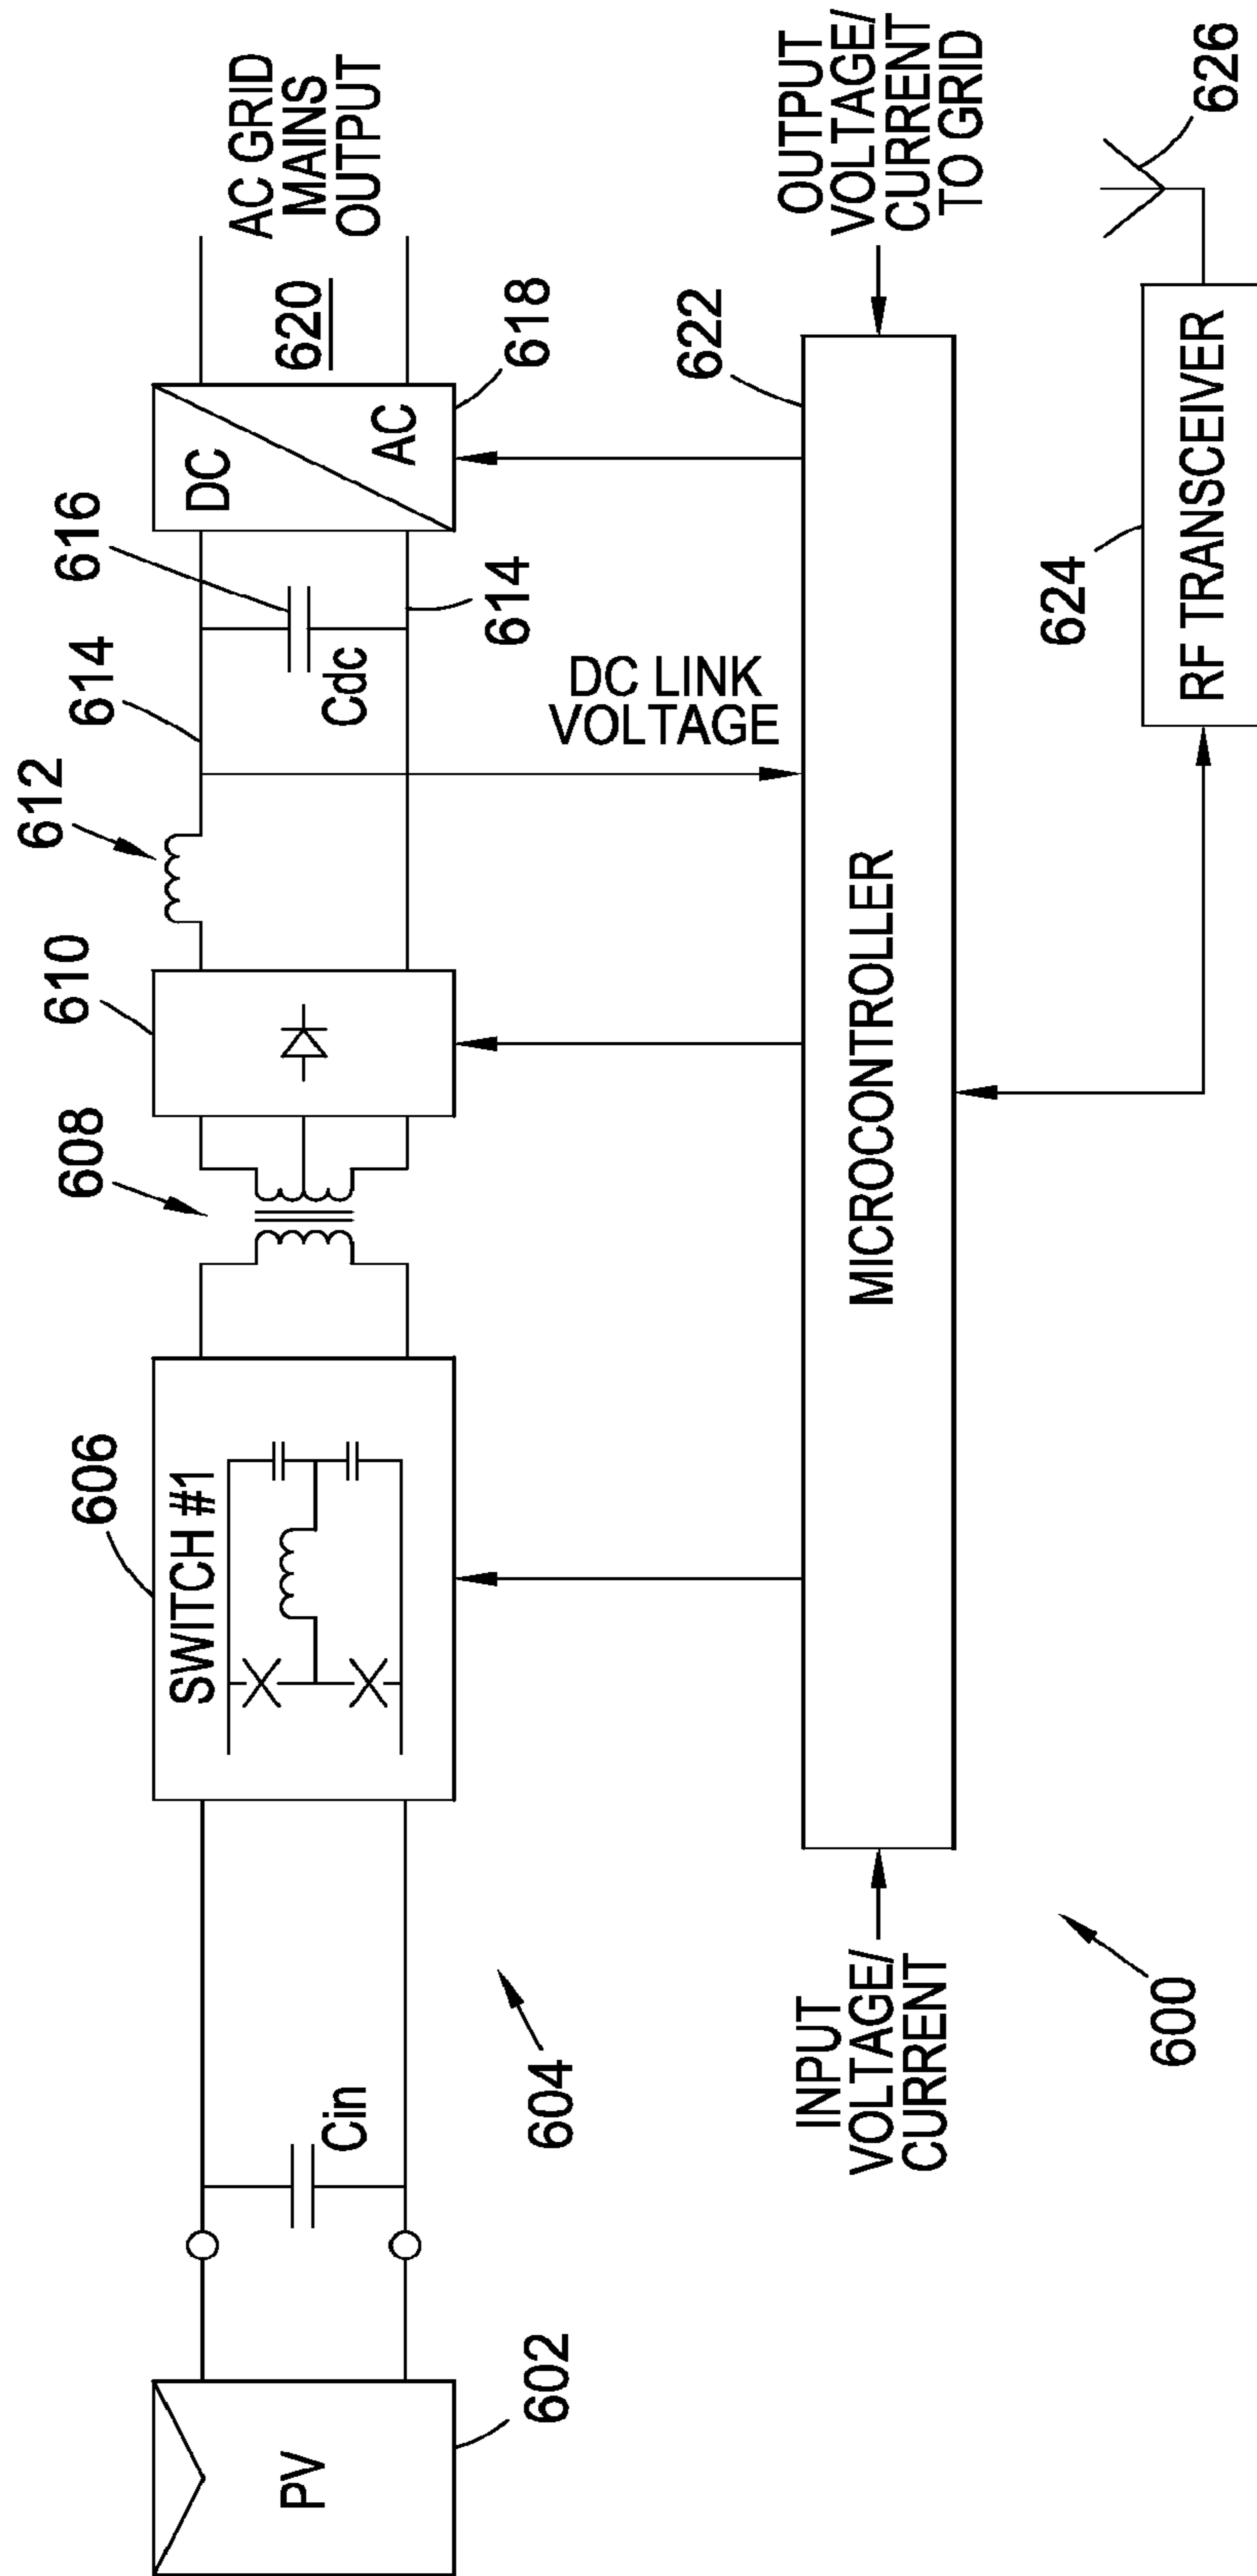 PV
602
Cin
604
606
SWITCH #1
608
610
612
614
616
Cdc
614
DC LINK
VOLTAGE
DC
AC
618
620
AC GRID
MAINS
OUTPUT
INPUT
VOLTAGE/
CURRENT
MICROCONTROLLER
622
OUTPUT
VOLTAGE/
CURRENT
TO GRID
600
624
RF TRANSCEIVER
626